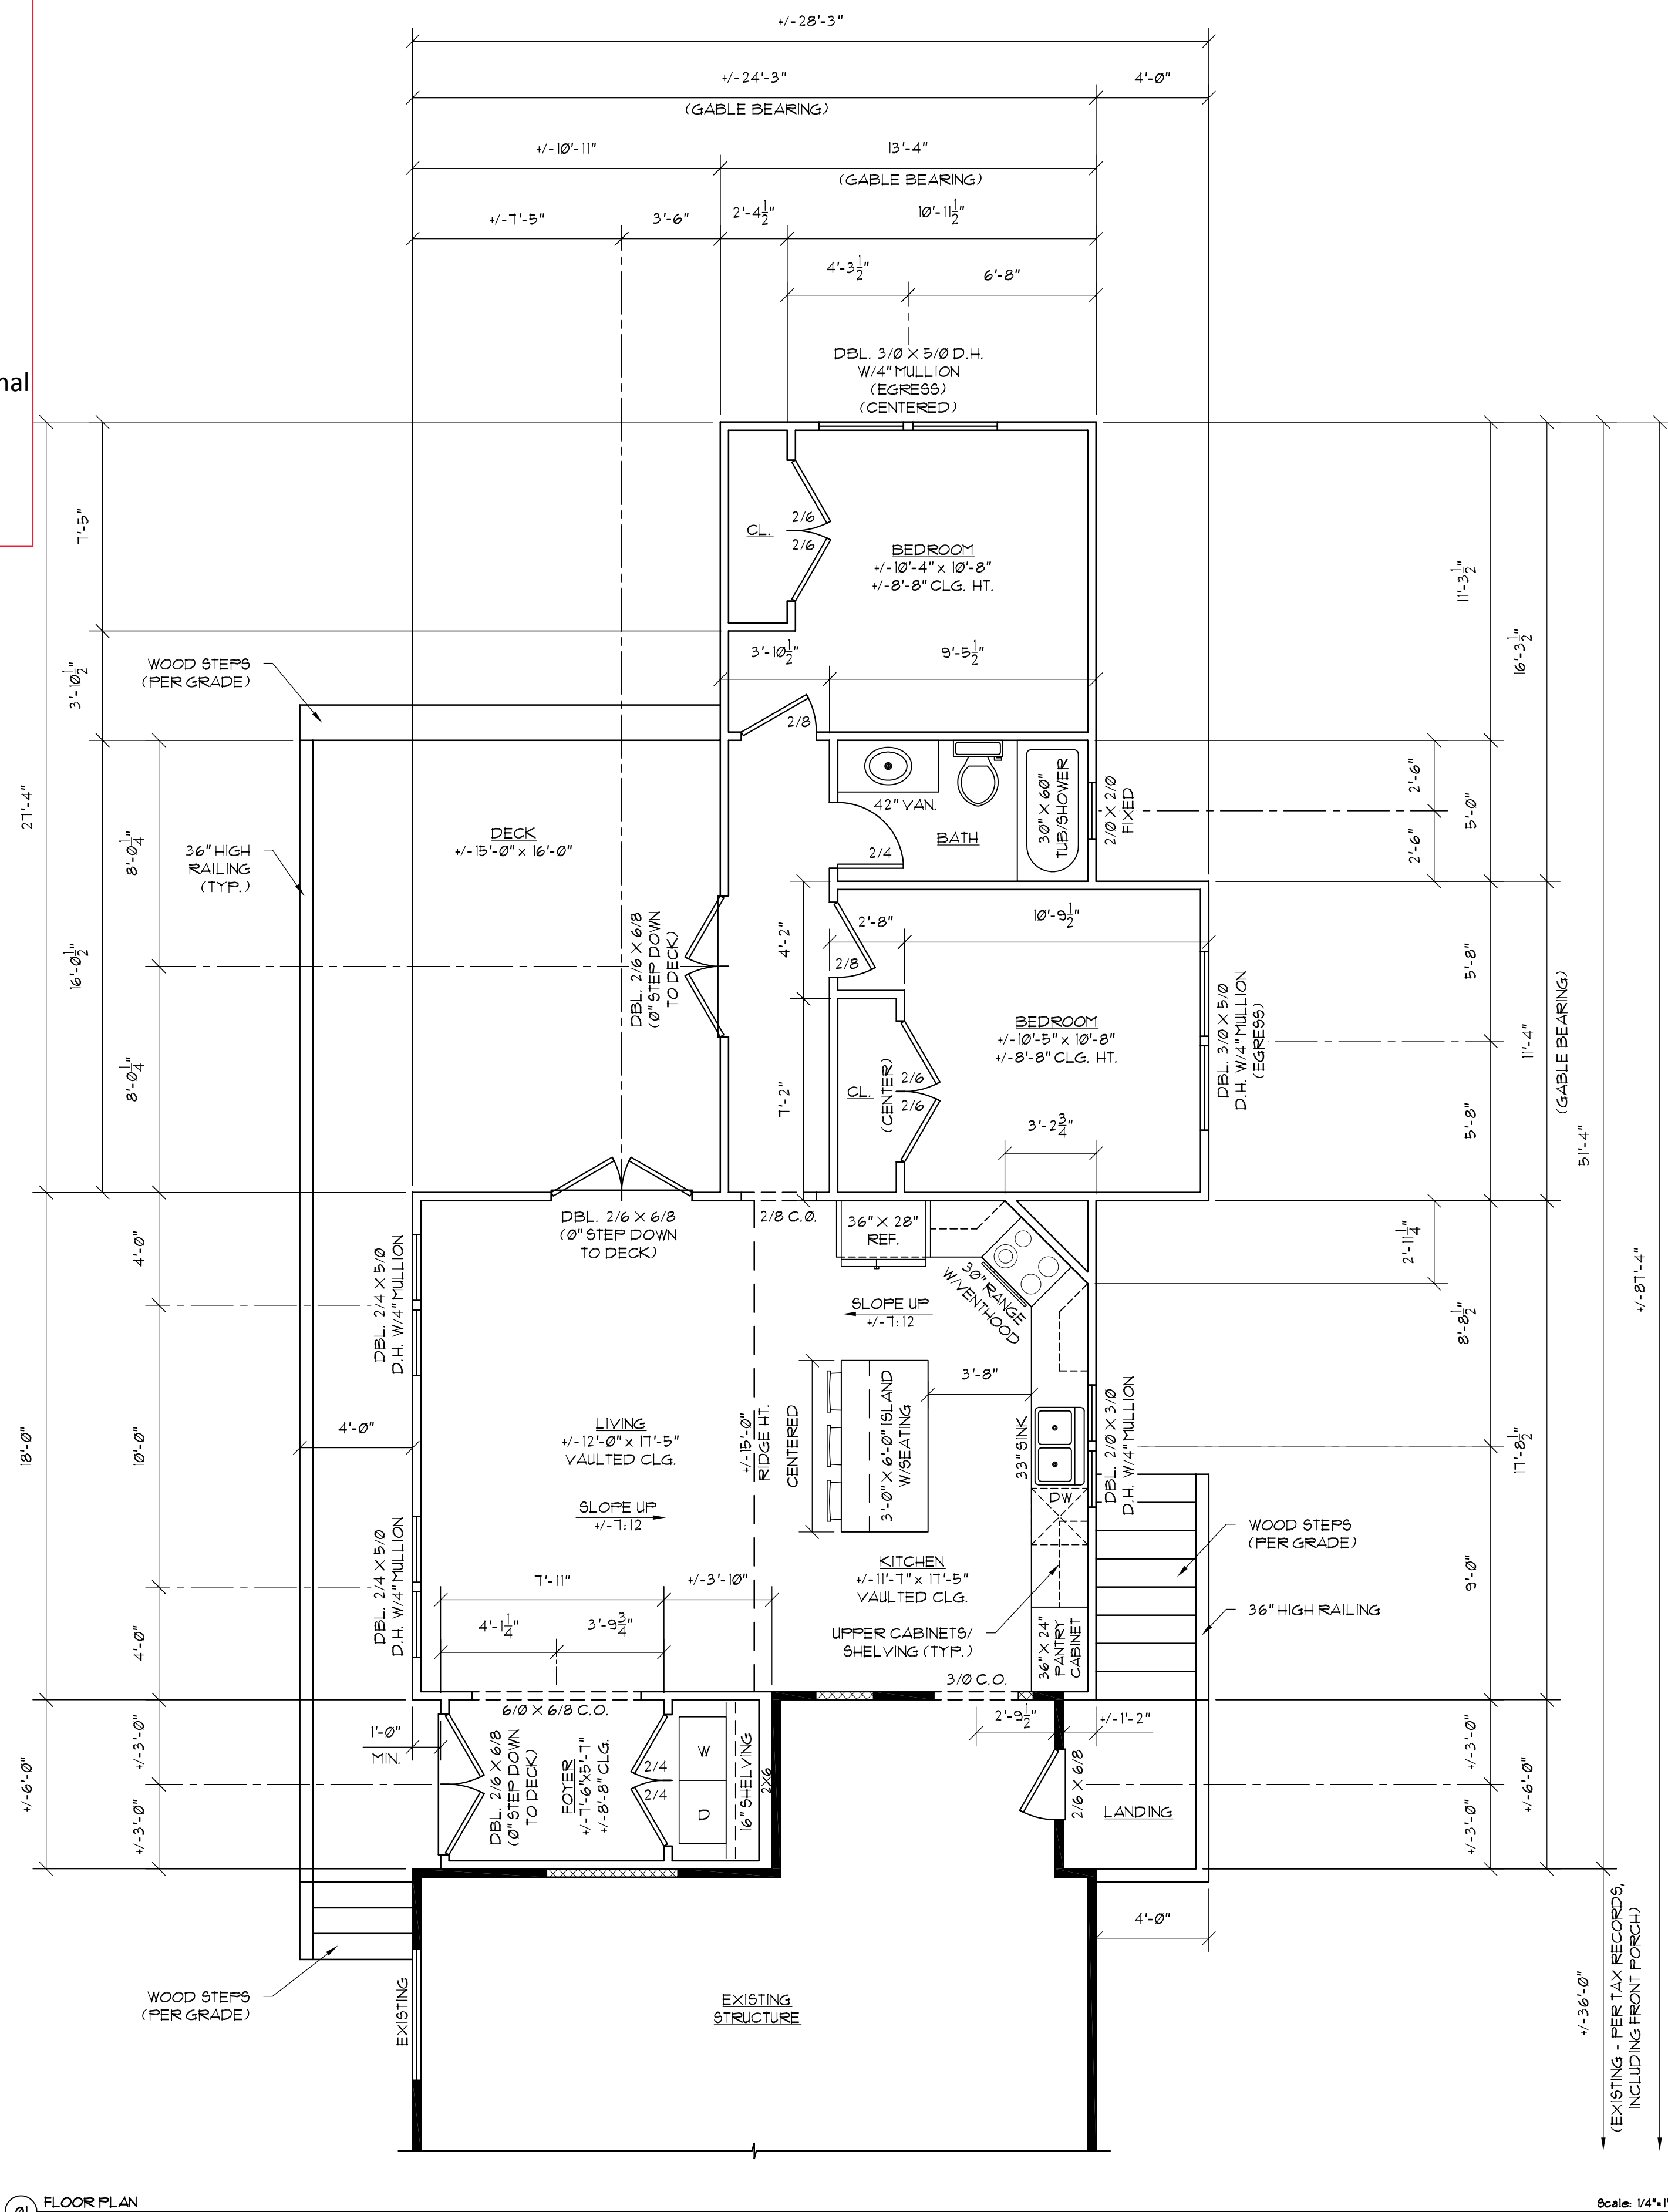 +/-28'-3"
+/-24'-3"
4'-0"
(GABLE BEARING)
+/-10'-11"
13'-4"
(GABLE BEARING)
+/-7'-5"
3'-6"
2'-4 1/2"
10'-11 1/2"
4'-3 1/2"
6'-8"
nal
DBL. 3/0 X 5/0 D.H.
W/4" MULLION
(EGRESS)
(CENTERED)
7'-5"
3'-10 1/2"
27'-4"
16'-0 1/2"
8'-0 1/4"
8'-0 1/4"
CL.
2/6
2/6
BEDROOM
+/-10'-4" x 10'-8"
+/-8'-8" CLG. HT.
3'-10 1/2"
9'-5 1/2"
11'-3 1/2"
16'-3 1/2"
WOOD STEPS
(PER GRADE)
2/8
36" HIGH
RAILING
(TYP.)
DECK
+/-15'-0" x 16'-0"
42" VAN.
BATH
2/4
30" X 60"
TUB/SHOWER
2/0 X 2/0
FIXED
2'-6"
2'-6"
5'-0"
DBL. 2/6 X 6/8
(0" STEP DOWN
TO DECK)
4'-2"
7'-2"
2'-8"
10'-9 1/2"
2/8
BEDROOM
+/-10'-5" x 10'-8"
+/-8'-8" CLG. HT.
CL.
(CENTER)
2/6
2/6
3'-2 3/4"
DBL. 3/0 X 5/0
D.H. W/4" MULLION
(EGRESS)
5'-8"
5'-8"
11'-4"
(GABLE BEARING)
51'-4"
+/-87'-4"
DBL. 2/6 X 6/8
(0" STEP DOWN
TO DECK)
2/8 C.O.
36" X 28"
REF.
30" RANGE
W/VENTHOOD
2'-11 1/4"
8'-8 1/2"
17'-8 1/2"
9'-0"
4'-0"
10'-0"
4'-0"
18'-0"
DBL. 2/4 X 5/0
D.H. W/4" MULLION
DBL. 2/4 X 5/0
D.H. W/4" MULLION
4'-0"
SLOPE UP
+/-7:12
LIVING
+/-12'-0" x 17'-5"
VAULTED CLG.
SLOPE UP
+/-7:12
+/-15'-0"
RIDGE HT.
CENTERED
3'-0" X 6'-0" ISLAND
W/SEATING
3'-8"
33" SINK
DW
DBL. 2/0 X 3/0
D.H. W/4" MULLION
KITCHEN
+/-11'-7" x 17'-5"
VAULTED CLG.
UPPER CABINETS/
SHELVING (TYP.)
36" X 24"
PANTRY
CABINET
3/0 C.O.
WOOD STEPS
(PER GRADE)
36" HIGH RAILING
7'-11"
+/-3'-10"
4'-1 1/4"
3'-9 3/4"
6/0 X 6/8 C.O.
1'-0"
MIN.
+/-6'-0"
+/-3'-0"
+/-3'-0"
DBL. 2/6 X 6/8
(0" STEP DOWN
TO DECK)
FOYER
+/-7'-6"x5'-7"
+/-8'-8" CLG.
2/4
2/4
W
D
16" SHELVING
2X6
2'-9 1/2"
+/-1'-2"
2/6 X 6/8
LANDING
+/-3'-0"
+/-3'-0"
+/-6'-0"
4'-0"
WOOD STEPS
(PER GRADE)
EXISTING
EXISTING
STRUCTURE
+/-36'-0"
(EXISTING - PER TAX RECORDS,
INCLUDING FRONT PORCH)
FLOOR PLAN
Scale: 1/4"=1'